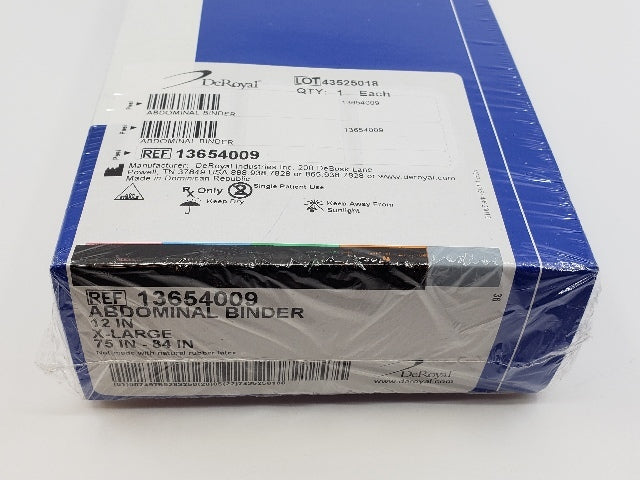 DeRoyal
LOT 43525018
QTY: 1 Each
13654009
ABDOMINAL BINDER
13654009
ABDOMINAL BINDER
REF 13654009
Manufacturer: DeRoyal Industries Inc. 200 DeBusk Lane
Powell, TN 37849 USA 888.938.7828 or 865.938.7828 or www.deroyal.com
Made in Dominican Republic
Rx Only
Single Patient Use
Keep Dry
Keep Away From
Sunlight
REF 13654009
ABDOMINAL BINDER
12 IN
X-LARGE
75 IN - 84 IN
Not made with natural rubber latex
DeRoyal
www.deroyal.com